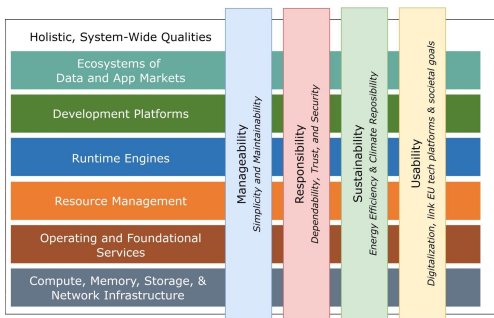 Holistic, System-Wide Qualities
Ecosystems of
Data and App Markets
Development Platforms
Runtime Engines
Resource Management
Operating and Foundational
Services
Compute, Memory, Storage, &
Network Infrastructure
Manageability
Simplicity and Maintainability
Responsibility
Dependability, Trust, and Security
Sustainability
Energy Efficiency & Climate Reposibility
Usability
Digitalization, link EU tech platforms & societal goals